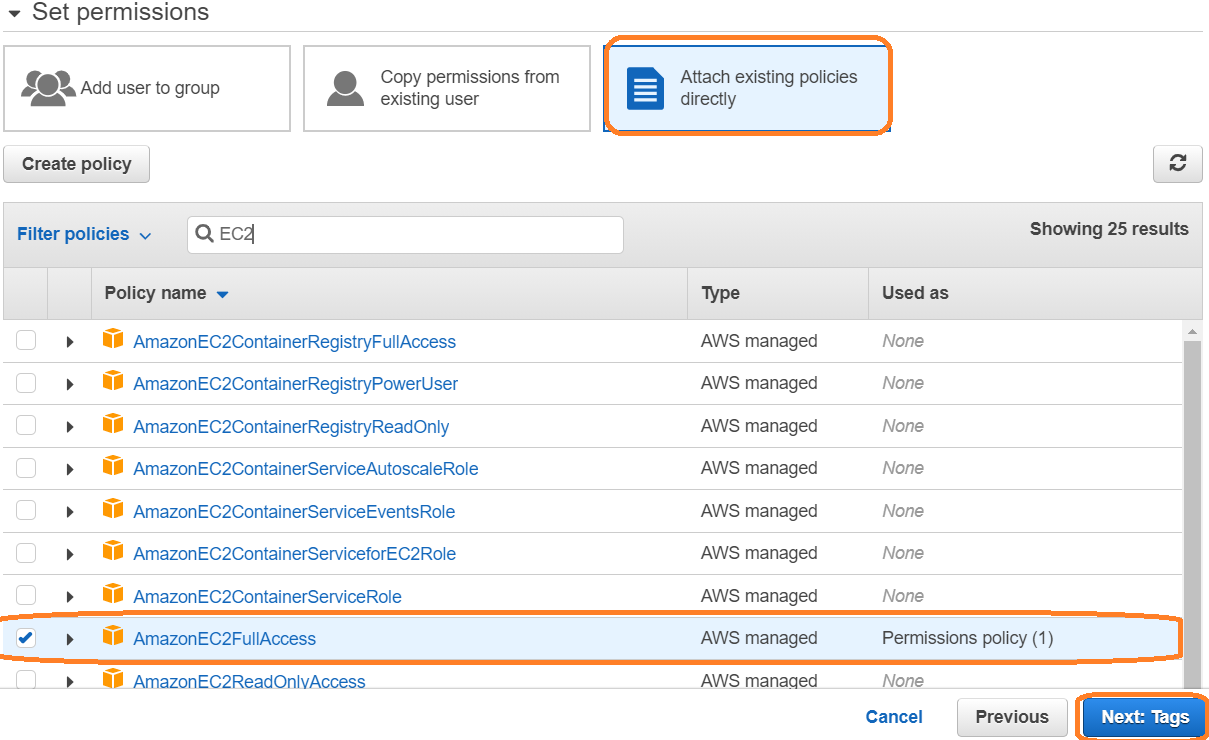 Set permissions
Add user to group
Copy permissions from
existing user
Attach existing policies
directly
Create policy
Filter policies
EC2
Showing 25 results
Policy name Type Used as
AmazonEC2ContainerRegistryFullAccess AWS managed None
AmazonEC2ContainerRegistryPowerUser AWS managed None
AmazonEC2ContainerRegistryReadOnly AWS managed None
AmazonEC2ContainerServiceAutoscaleRole AWS managed None
AmazonEC2ContainerServiceEventsRole AWS managed None
AmazonEC2ContainerServiceforEC2Role AWS managed None
AmazonEC2ContainerServiceRole AWS managed None
AmazonEC2FullAccess AWS managed Permissions policy (1)
AmazonEC2ReadOnlyAccess AWS managed None
Cancel Previous Next: Tags